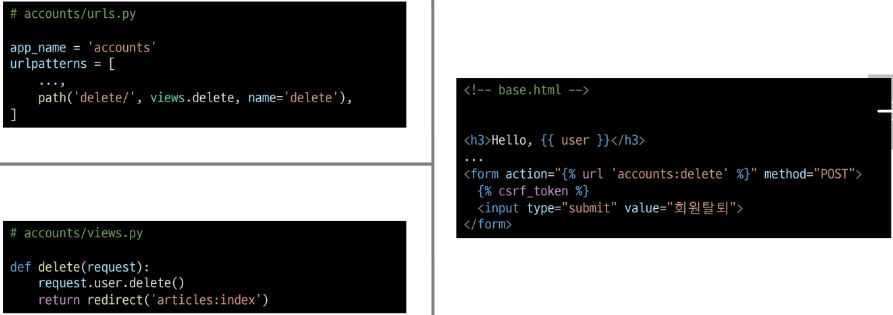 # accounts/urls.py
app_name = 'accounts'
urlpatterns = [
    ...,
    path('delete/', views.delete, name='delete'),
]
# accounts/views.py
def delete(request):
    request.user.delete()
    return redirect('articles:index')
<!-- base.html -->
<h3>Hello, {{ user }}</h3>
...
<form action="{% url 'accounts:delete' %}" method="POST">
  {% csrf_token %}
  <input type="submit" value="회원탈퇴">
</form>